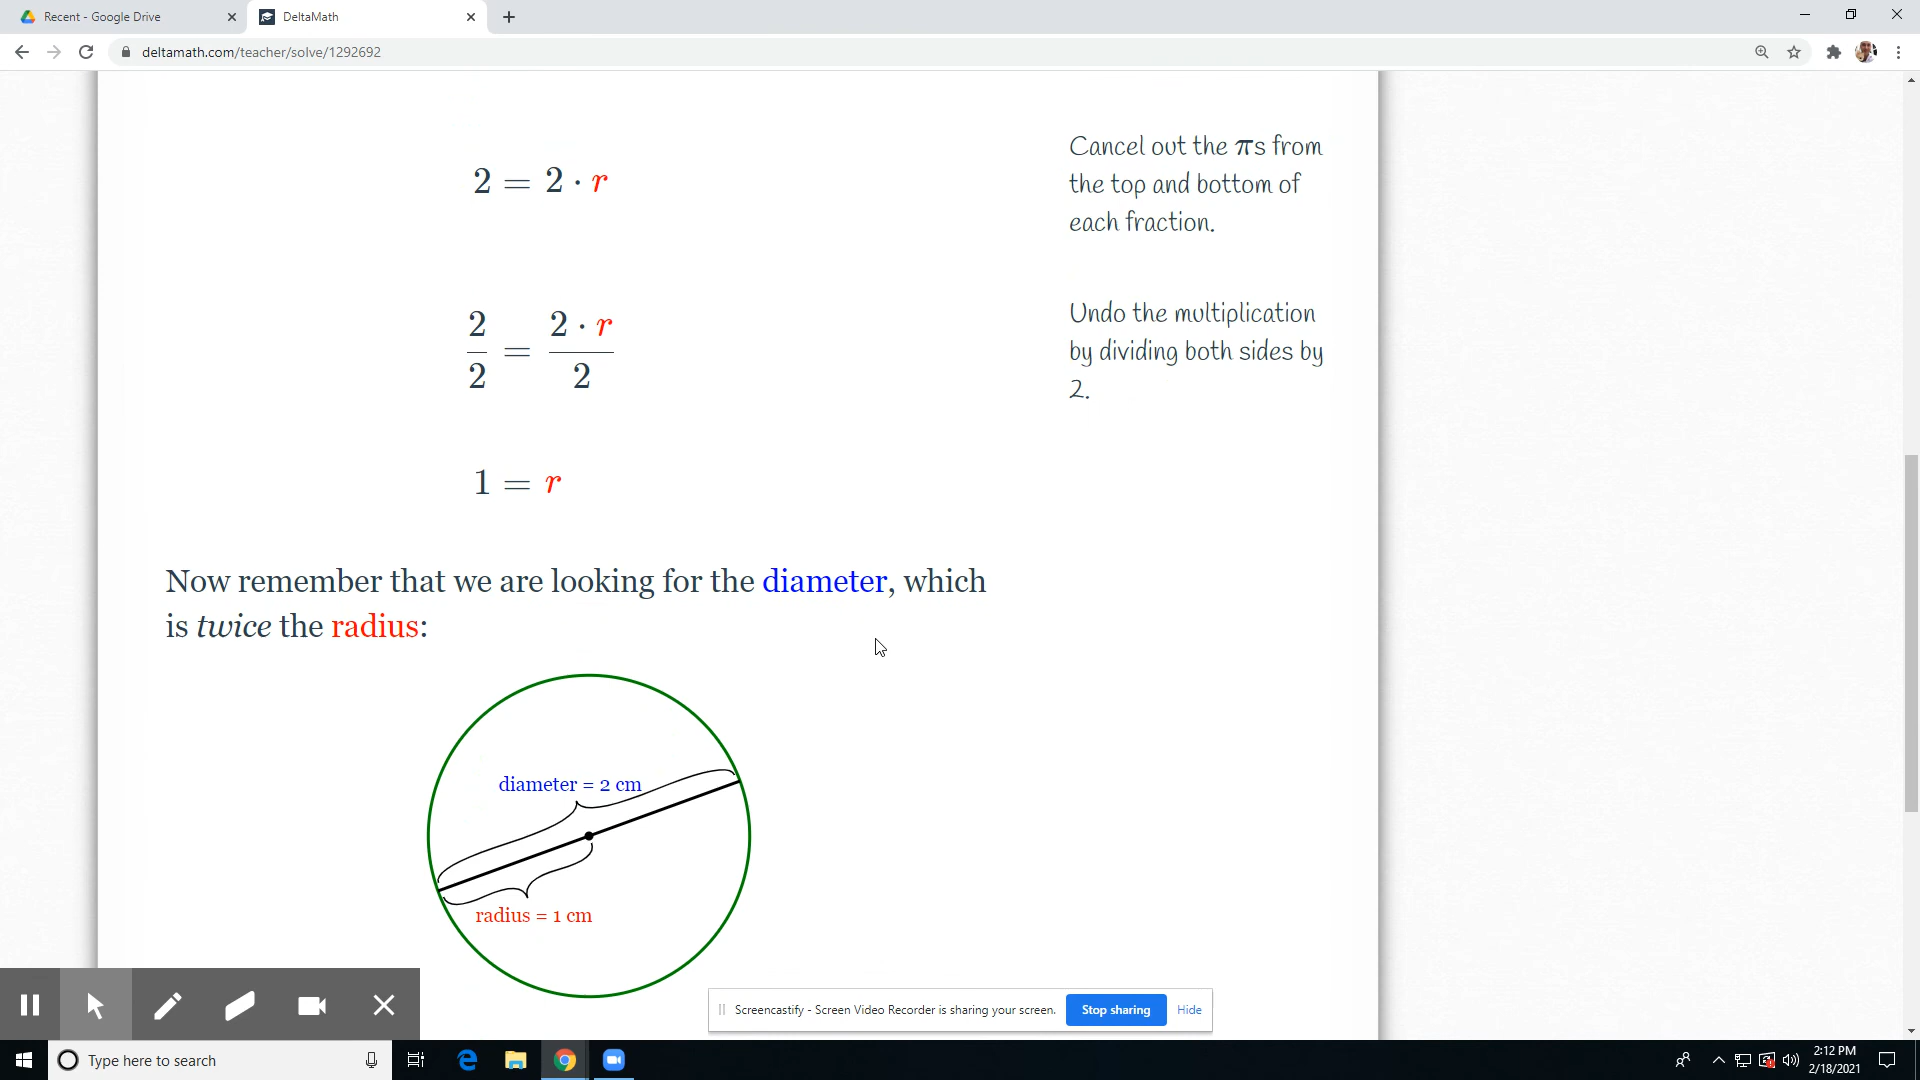 Recent - Google Drive
DeltaMath
deltamath.com/teacher/solve/1292692
2 = 2 · r
Cancel out the πs from
the top and bottom of
each fraction.
2/2 = 2 · r/2
Undo the multiplication
by dividing both sides by
2.
1 = r
Now remember that we are looking for the diameter, which
is twice the radius:
diameter = 2 cm
radius = 1 cm
Screencastify - Screen Video Recorder is sharing your screen.
Stop sharing
Hide
Type here to search
2:12 PM
2/18/2021